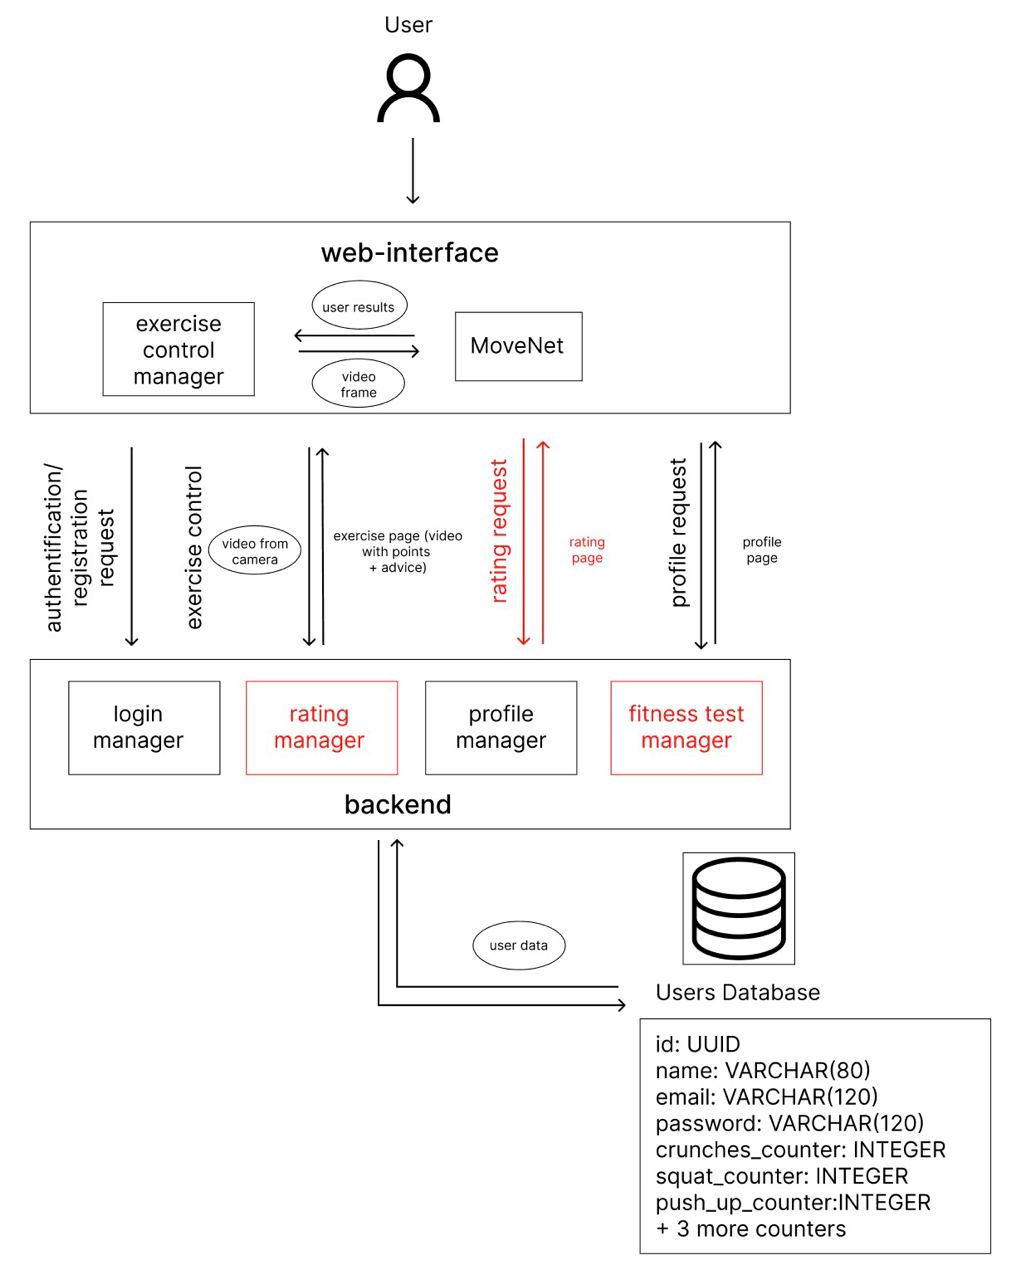 User
web-interface
exercise
control
manager
user results
video
frame
MoveNet
authentification/
registration
request
exercise control
video from
camera
exercise page (video
with points
+ advice)
rating request
rating
page
profile request
profile
page
login
manager
rating
manager
profile
manager
fitness test
manager
backend
user data
Users Database
id: UUID
name: VARCHAR(80)
email: VARCHAR(120)
password: VARCHAR(120)
crunches_counter: INTEGER
squat_counter: INTEGER
push_up_counter:INTEGER
+ 3 more counters